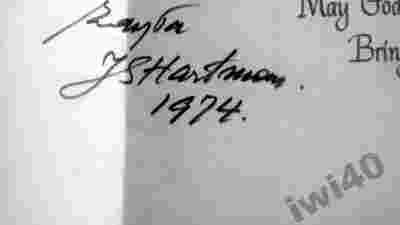 May God
Brin
JSHartman.
1974.
iwi40